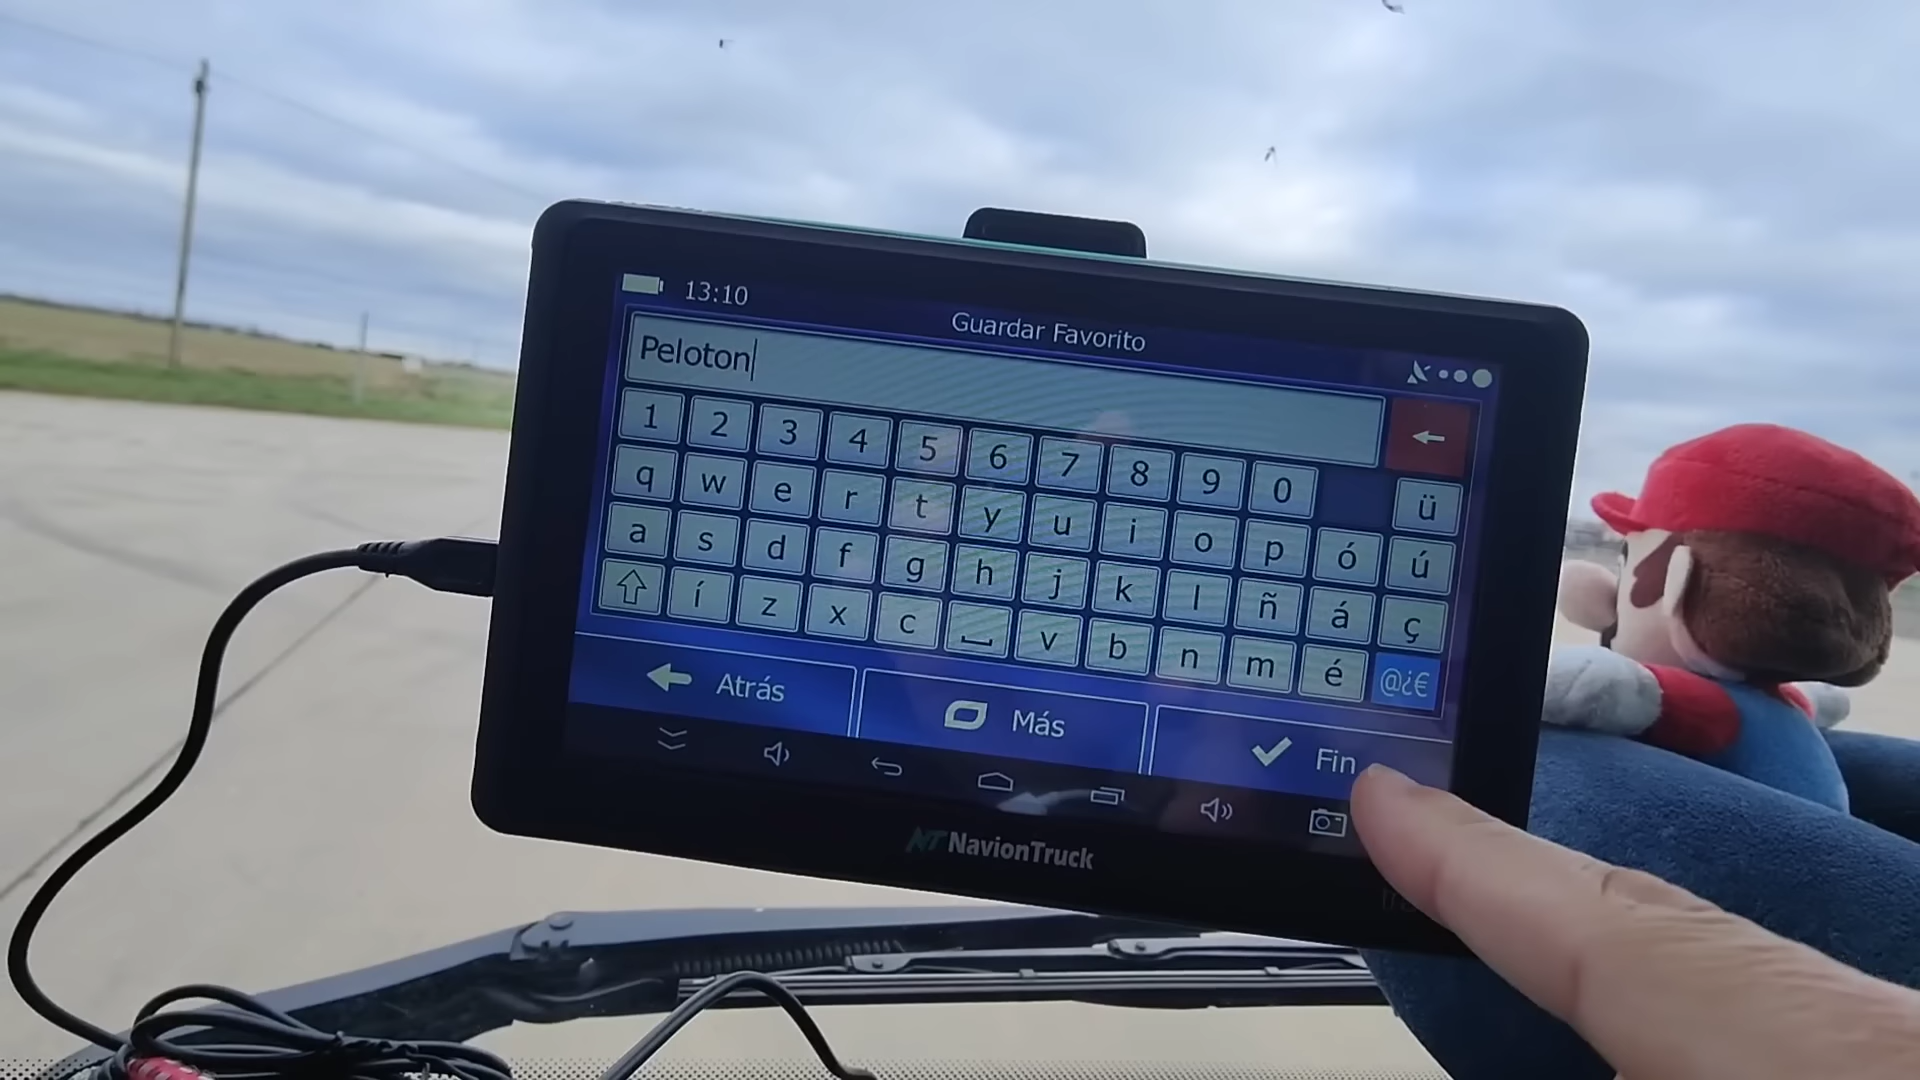 13:10
Guardar Favorito
Peloton
1 2 3 4 5 6 7 8 9 0 ü
q w e r t y u i o p ó ú
a s d f g h j k l ñ á ç
í z x c v b n m é @¿€
Atrás Más Fin
NT NavionTruck